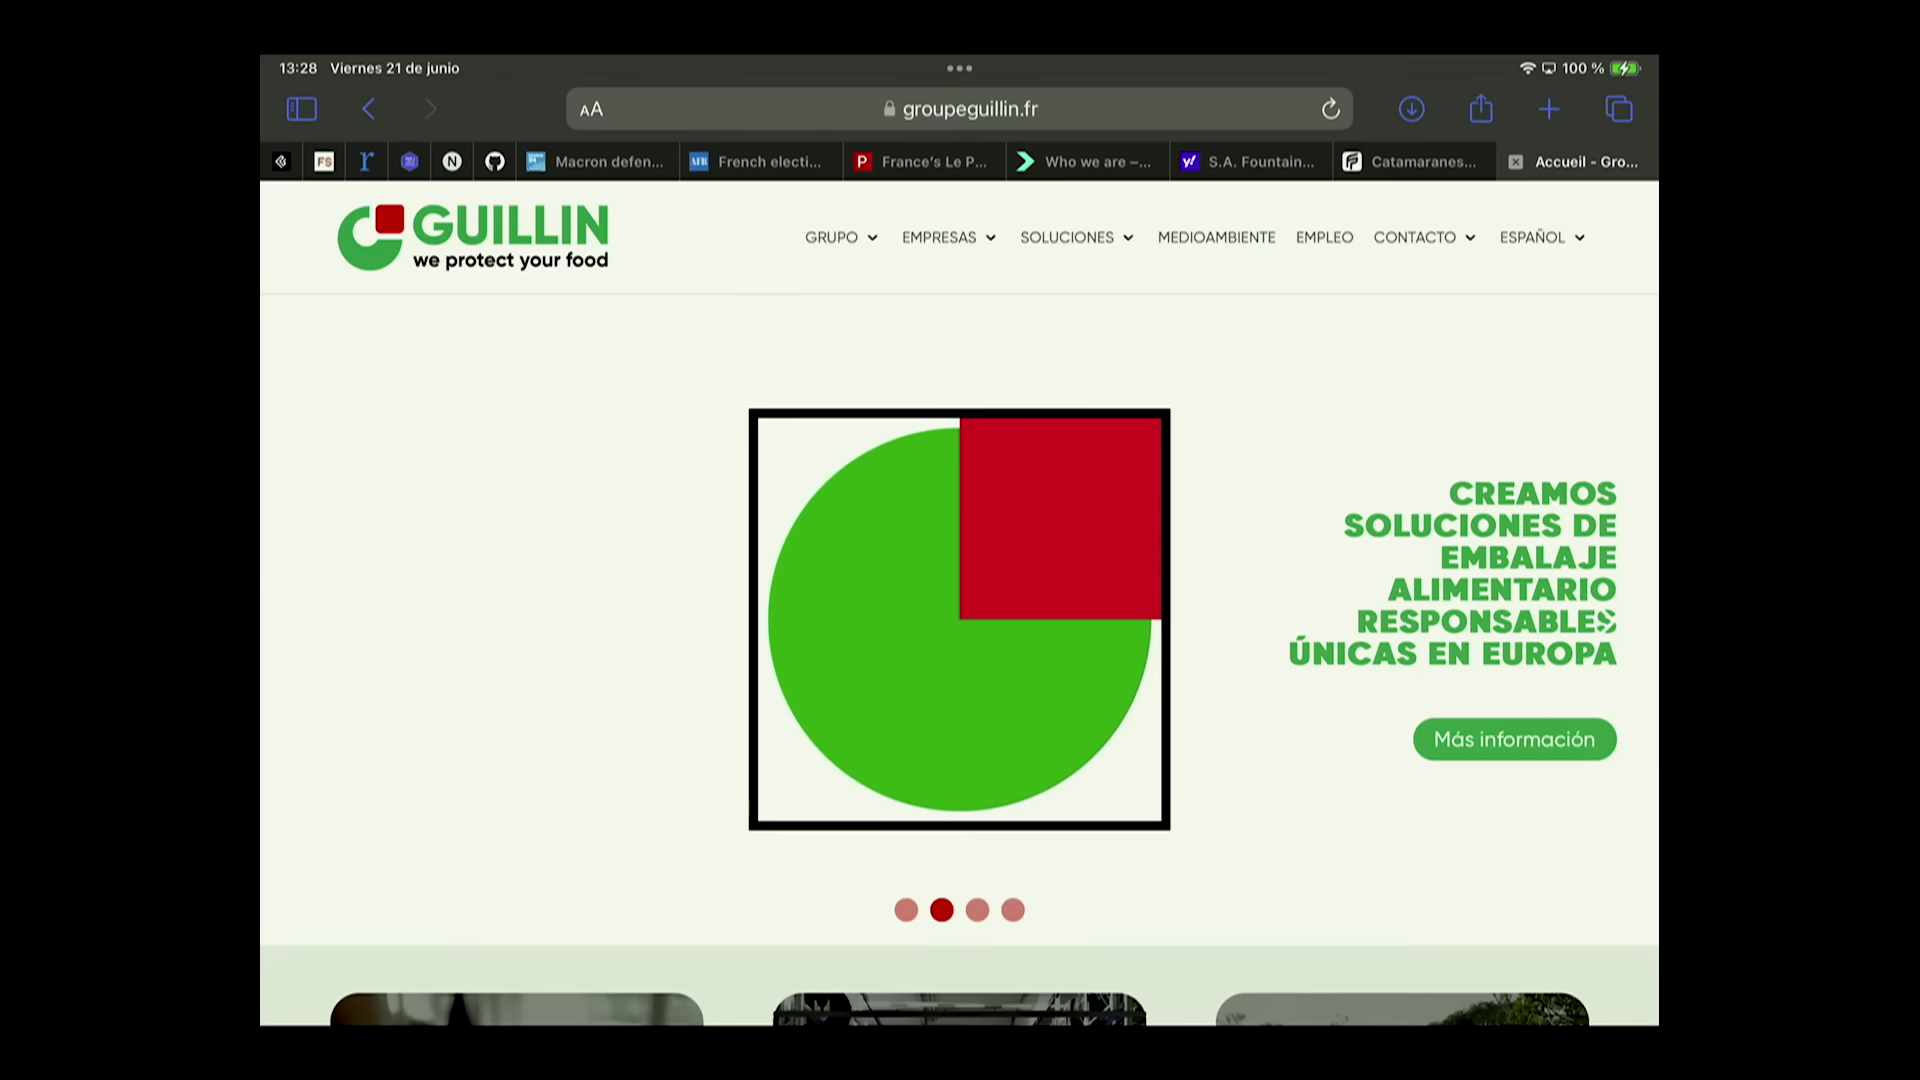 13:28 Viernes 21 de junio
100 %
AA
groupeguillin.fr
FS
r
N
Macron defen...
AFR
French electi...
P
France's Le P...
Who we are –...
y!
S.A. Fountain...
Catamaranes...
Accueil - Gro...
GUILLIN
we protect your food
GRUPO
EMPRESAS
SOLUCIONES
MEDIOAMBIENTE
EMPLEO
CONTACTO
ESPAÑOL
CREAMOS
SOLUCIONES DE
EMBALAJE
ALIMENTARIO
RESPONSABLES
ÚNICAS EN EUROPA
Más información